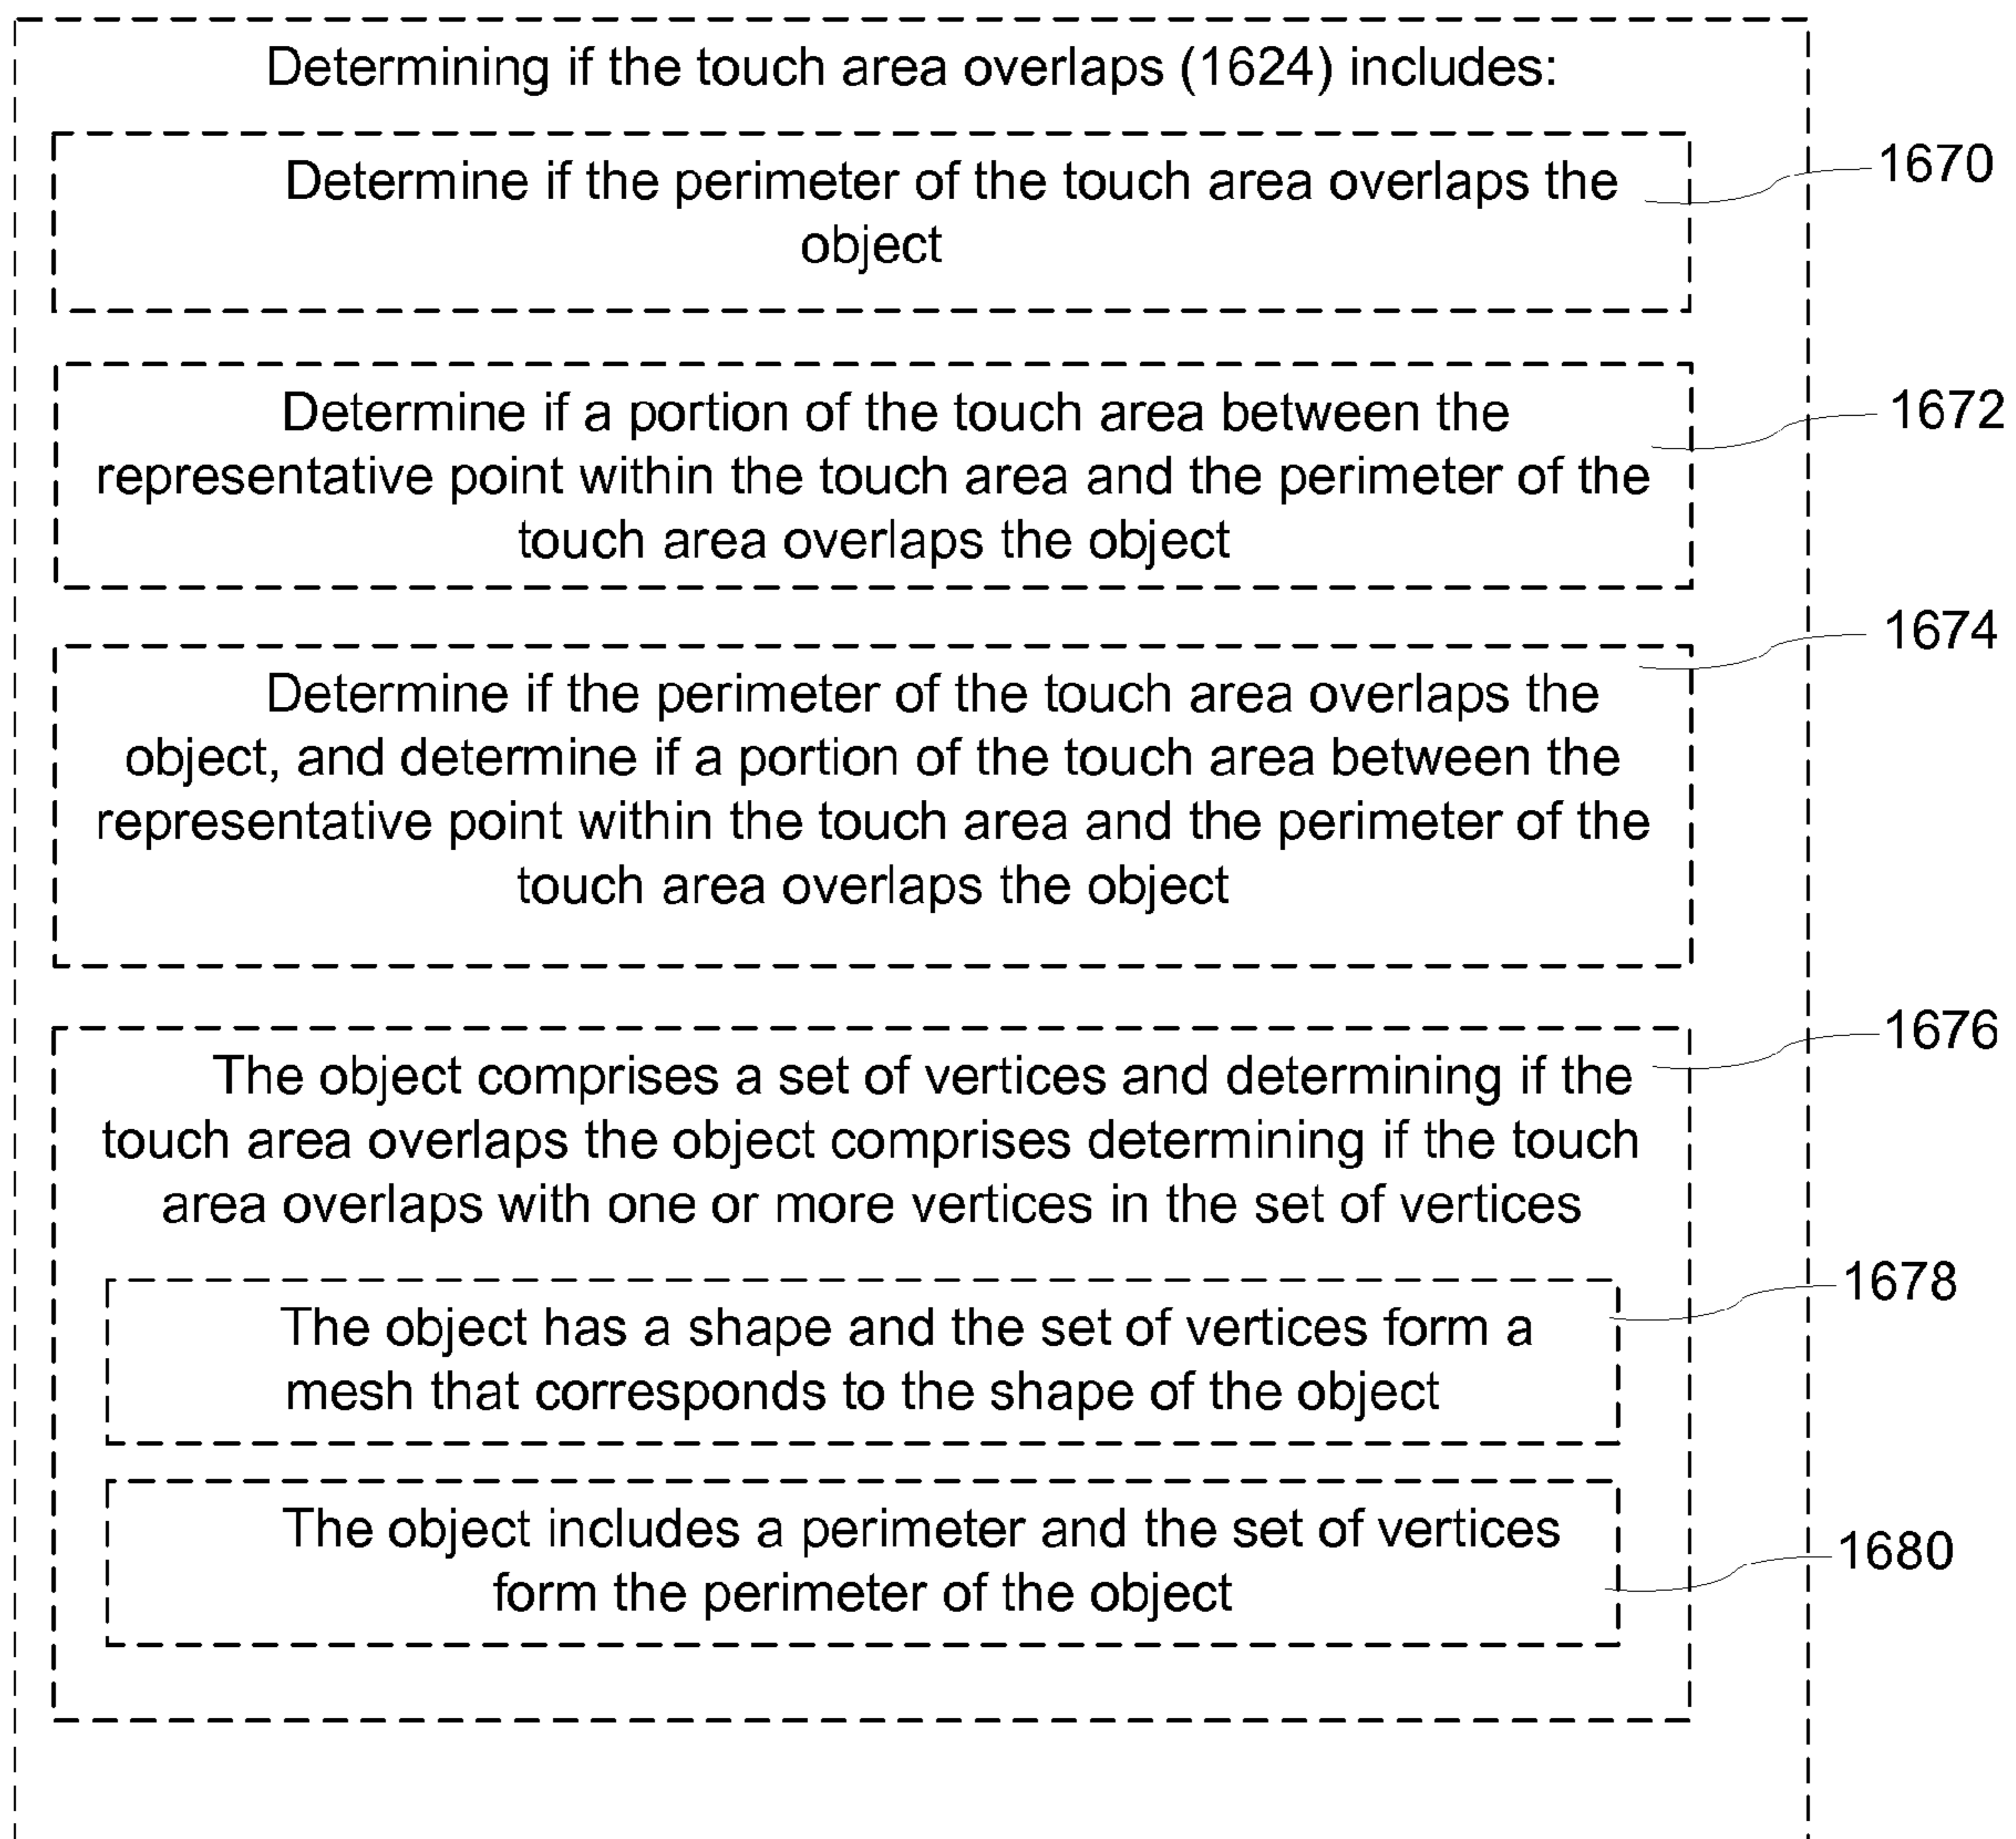 Determining if the touch area overlaps (1624) includes:
Determine if the perimeter of the touch area overlaps the
object
1670
Determine if a portion of the touch area between the
representative point within the touch area and the perimeter of the
touch area overlaps the object
1672
1674
Determine if the perimeter of the touch area overlaps the
object, and determine if a portion of the touch area between the
representative point within the touch area and the perimeter of the
touch area overlaps the object
1676
The object comprises a set of vertices and determining if the
touch area overlaps the object comprises determining if the touch
area overlaps with one or more vertices in the set of vertices
1678
The object has a shape and the set of vertices form a
mesh that corresponds to the shape of the object
The object includes a perimeter and the set of vertices
form the perimeter of the object
1680